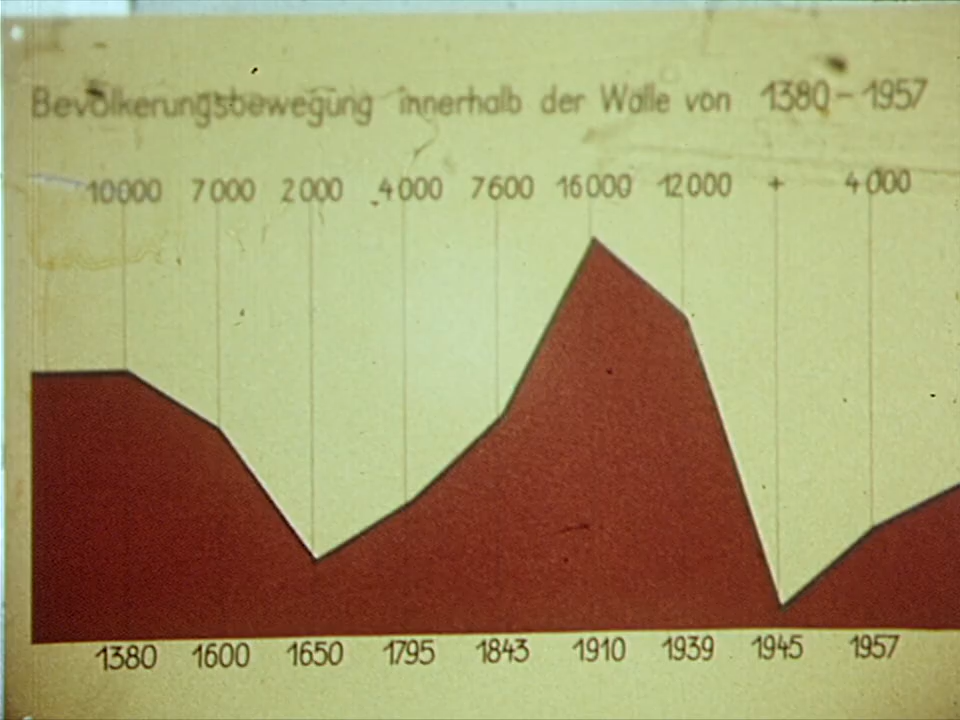 Bevölkerungsbewegung innerhalb der Wälle von 1380 - 1957
10000 7000 2000 4000 7600 16000 12000 + 4000
1380 1600 1650 1795 1843 1910 1939 1945 1957